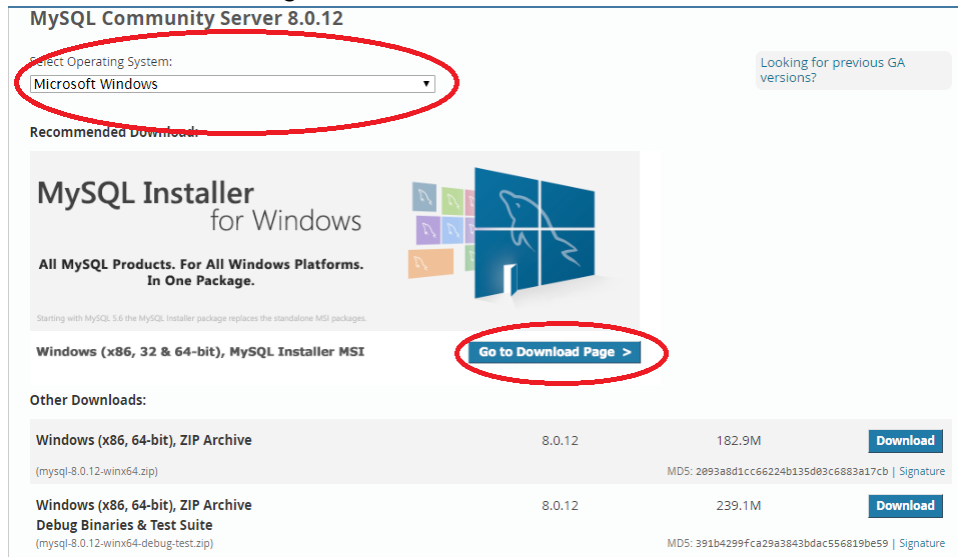 MySQL Community Server 8.0.12
Select Operating System:
Microsoft Windows
Looking for previous GA
versions?
Recommended Download:
MySQL Installer
for Windows
All MySQL Products. For All Windows Platforms.
In One Package.
Starting with MySQL 5.6 the MySQL Installer package replaces the standalone MSI packages.
Windows (x86, 32 & 64-bit), MySQL Installer MSI
Go to Download Page >
Other Downloads:
Windows (x86, 64-bit), ZIP Archive 8.0.12 182.9M Download
(mysql-8.0.12-winx64.zip) MD5: 2093a8d1cc66224b135d03c6883a17cb | Signature
Windows (x86, 64-bit), ZIP Archive 8.0.12 239.1M Download
Debug Binaries & Test Suite
(mysql-8.0.12-winx64-debug-test.zip) MD5: 391b4299fca29a3843bdac556819be59 | Signature